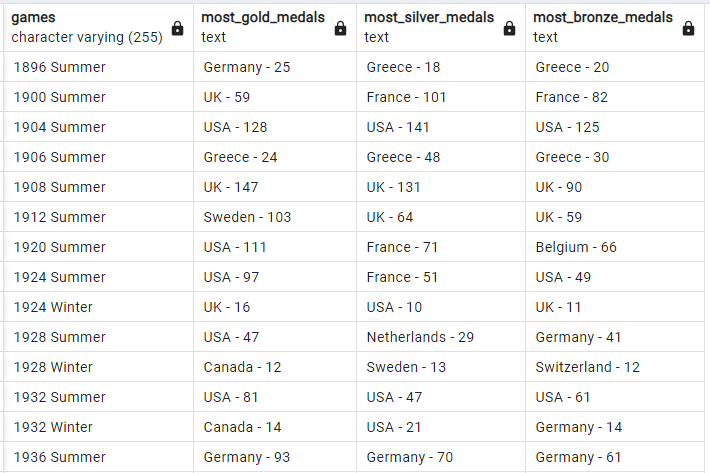 games most_gold_medals most_silver_medals most_bronze_medals
character varying (255) text text text
1896 Summer Germany - 25 Greece - 18 Greece - 20
1900 Summer UK - 59 France - 101 France - 82
1904 Summer USA - 128 USA - 141 USA - 125
1906 Summer Greece - 24 Greece - 48 Greece - 30
1908 Summer UK - 147 UK - 131 UK - 90
1912 Summer Sweden - 103 UK - 64 UK - 59
1920 Summer USA - 111 France - 71 Belgium - 66
1924 Summer USA - 97 France - 51 USA - 49
1924 Winter UK - 16 USA - 10 UK - 11
1928 Summer USA - 47 Netherlands - 29 Germany - 41
1928 Winter Canada - 12 Sweden - 13 Switzerland - 12
1932 Summer USA - 81 USA - 47 USA - 61
1932 Winter Canada - 14 USA - 21 Germany - 14
1936 Summer Germany - 93 Germany - 70 Germany - 61